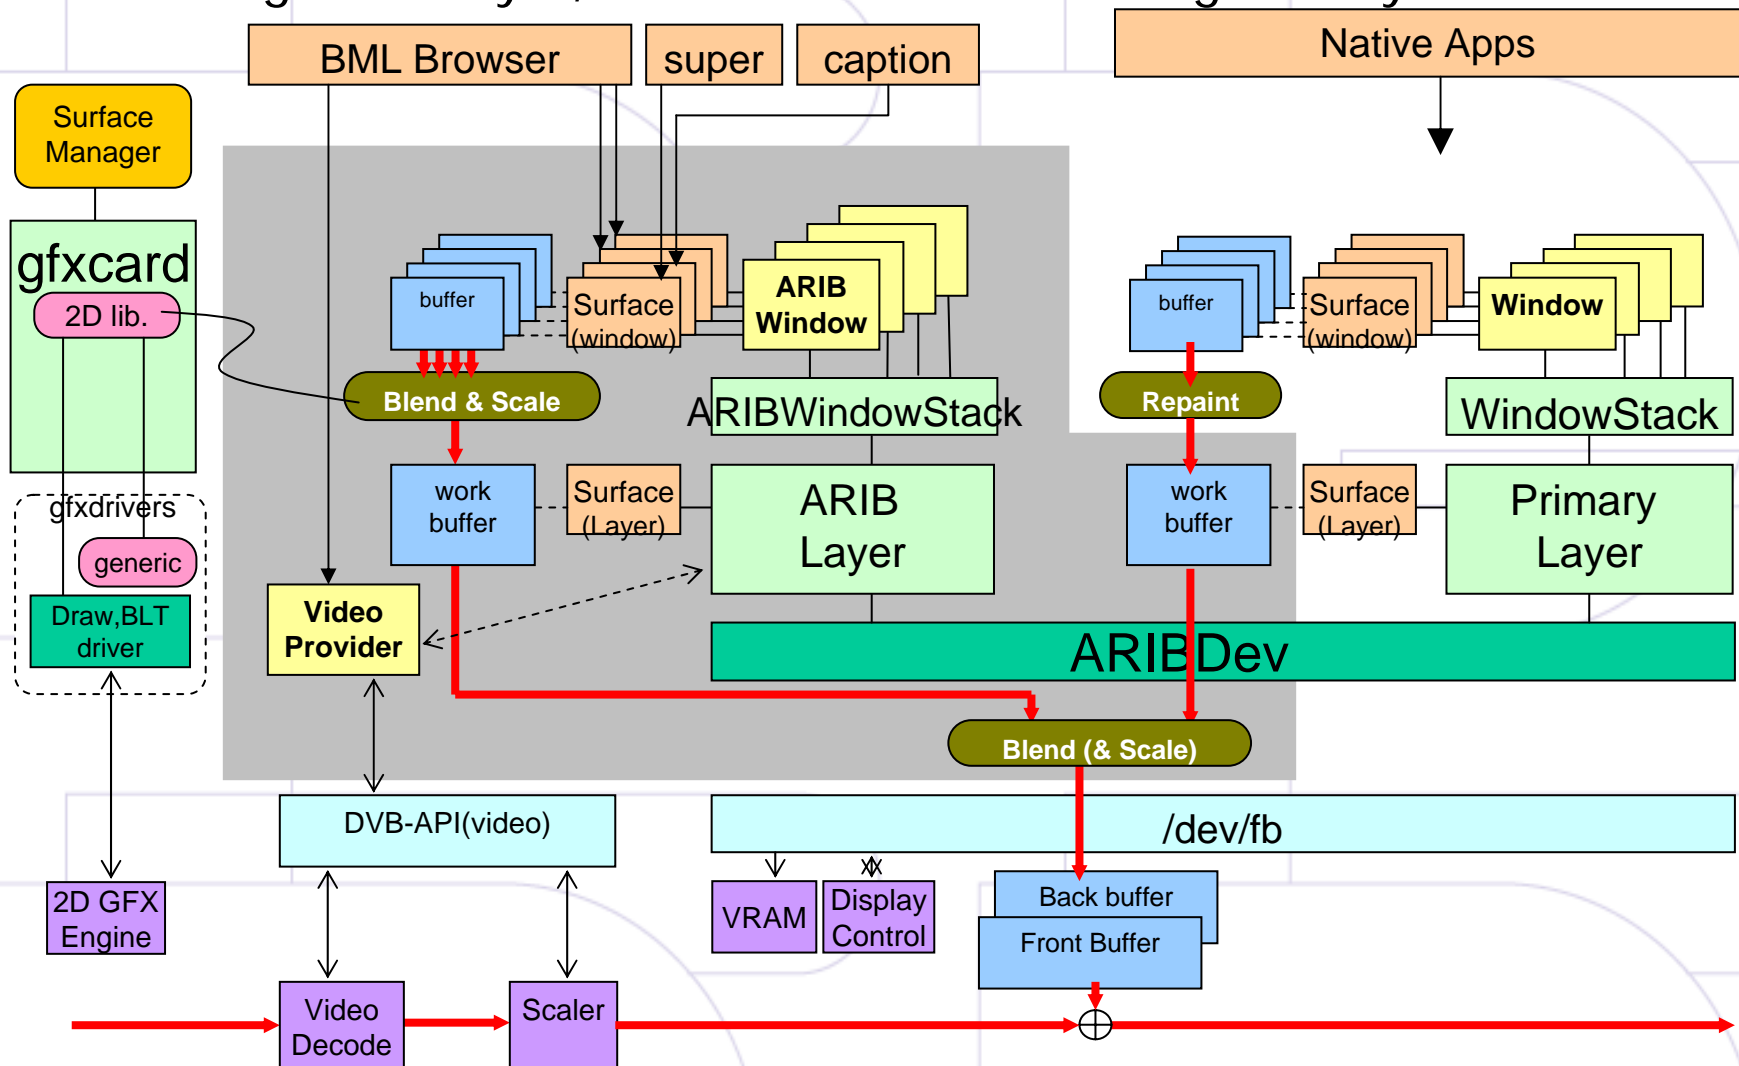 BML Browser
super
caption
Native Apps
Surface
Manager
gfxcard
2D lib.
buffer
Surface
(window)
ARIB
Window
buffer
Surface
(window)
Window
Blend & Scale
ARIBWindowStack
Repaint
WindowStack
work
buffer
Surface
(Layer)
ARIB
Layer
work
buffer
Surface
(Layer)
Primary
Layer
gfxdrivers
generic
Draw,BLT
driver
Video
Provider
ARIBDev
Blend (& Scale)
DVB-API(video)
/dev/fb
2D GFX
Engine
VRAM
Display
Control
Back buffer
Front Buffer
Video
Decode
Scaler